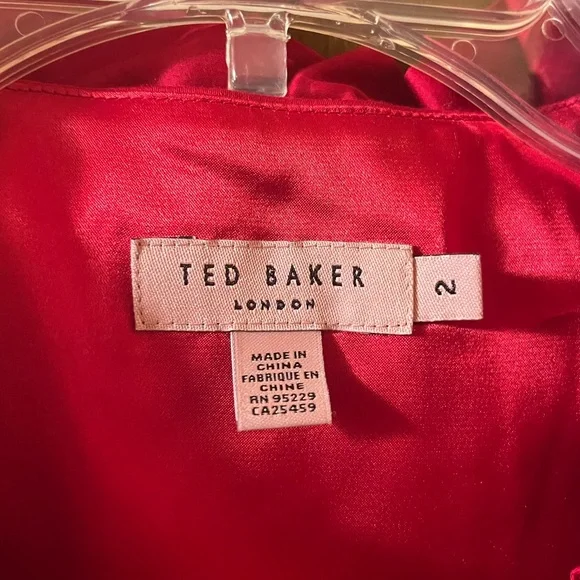 TED BAKER
LONDON
2
MADE IN
CHINA
FABRIQUE EN
CHINE
RN 95229
CA25459